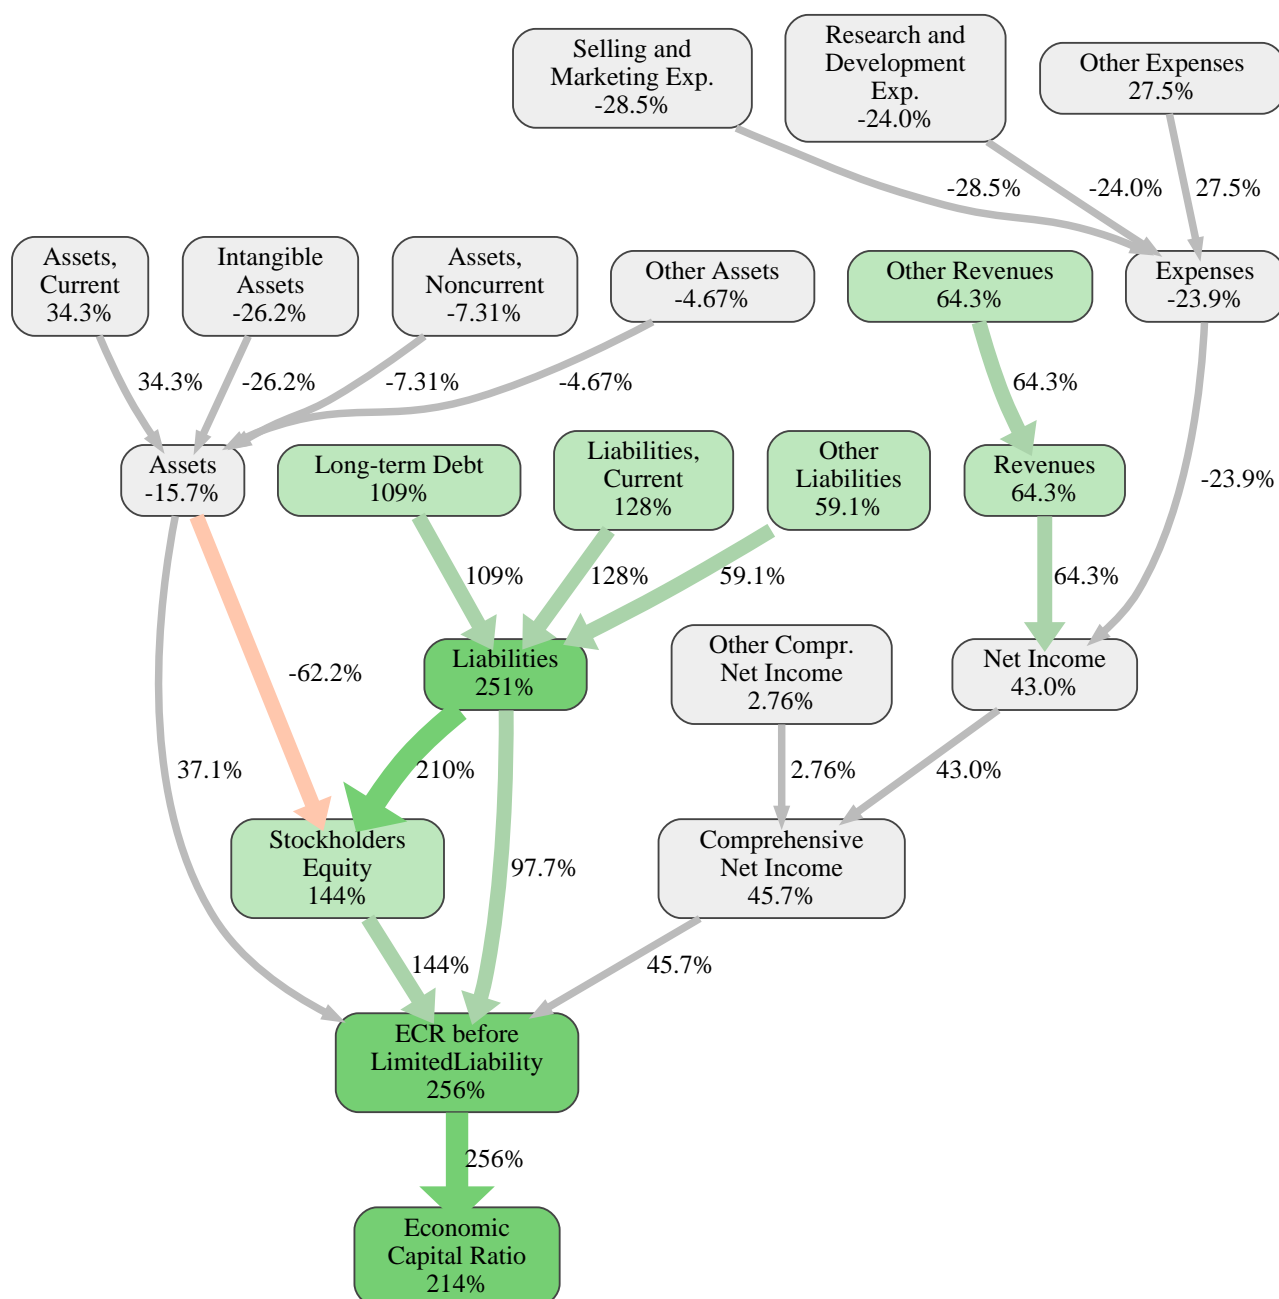 Selling and
Marketing Exp.
-28.5%
Research and
Development
Exp.
-24.0%
Other Expenses
27.5%
-28.5%
-24.0%
27.5%
Assets,
Current
34.3%
Intangible
Assets
-26.2%
Assets,
Noncurrent
-7.31%
Other Assets
-4.67%
Other Revenues
64.3%
Expenses
-23.9%
34.3%
-26.2%
-7.31%
-4.67%
64.3%
-23.9%
Assets
-15.7%
Long-term Debt
109%
Liabilities,
Current
128%
Other
Liabilities
59.1%
Revenues
64.3%
109%
128%
59.1%
64.3%
-62.2%
Liabilities
251%
Other Compr.
Net Income
2.76%
Net Income
43.0%
37.1%
210%
97.7%
2.76%
43.0%
Stockholders
Equity
144%
Comprehensive
Net Income
45.7%
144%
45.7%
ECR before
LimitedLiability
256%
256%
Economic
Capital Ratio
214%